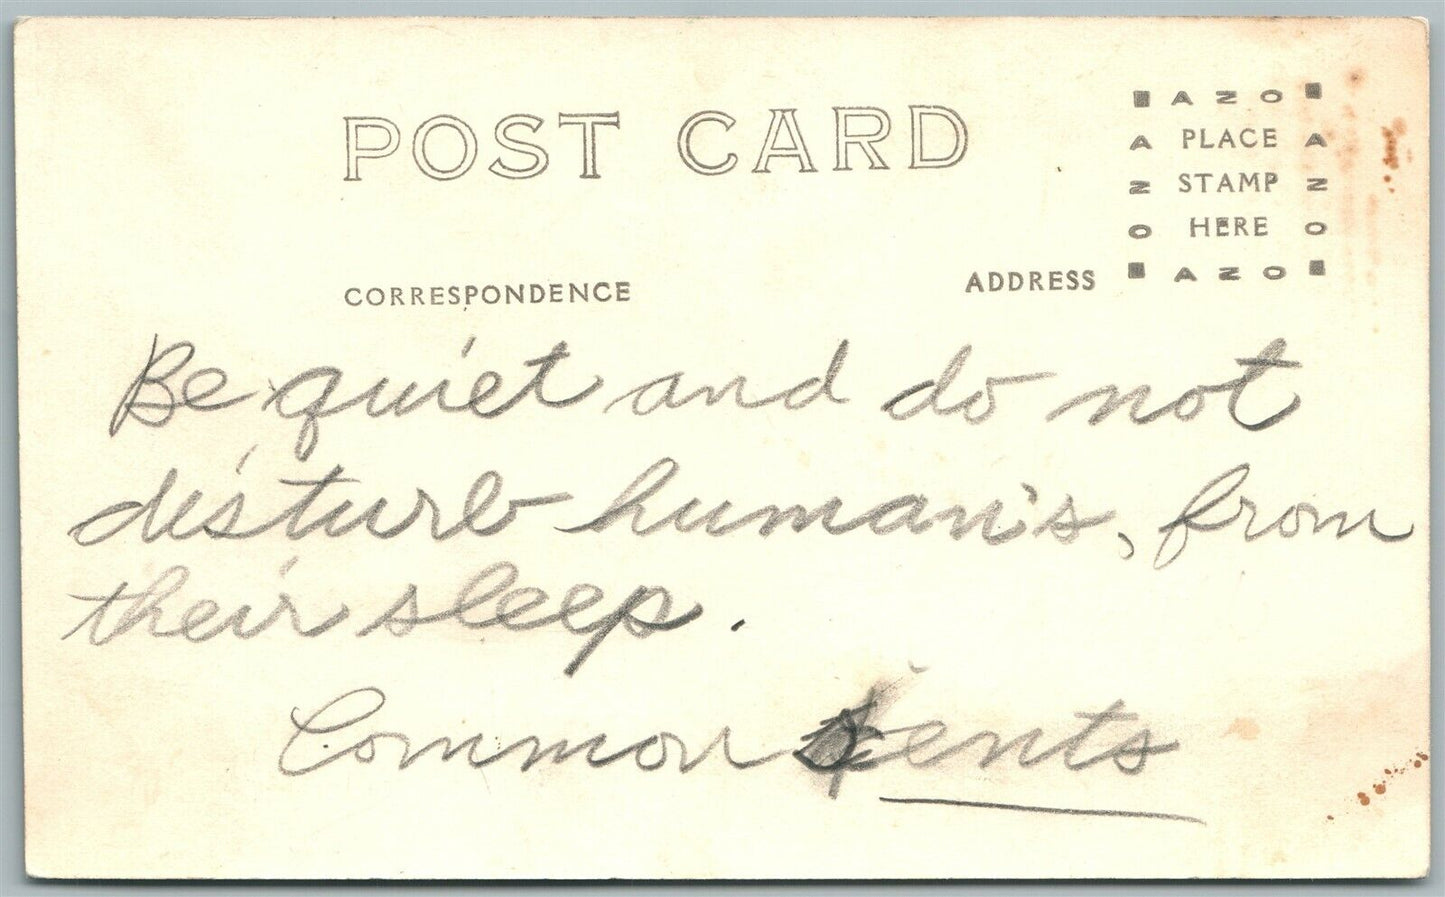 POST CARD
AZO
A PLACE A
N STAMP N
O HERE O
AZO
CORRESPONDENCE
ADDRESS
Be quiet and do not
disturb human's, from
their sleep.
Common Sents